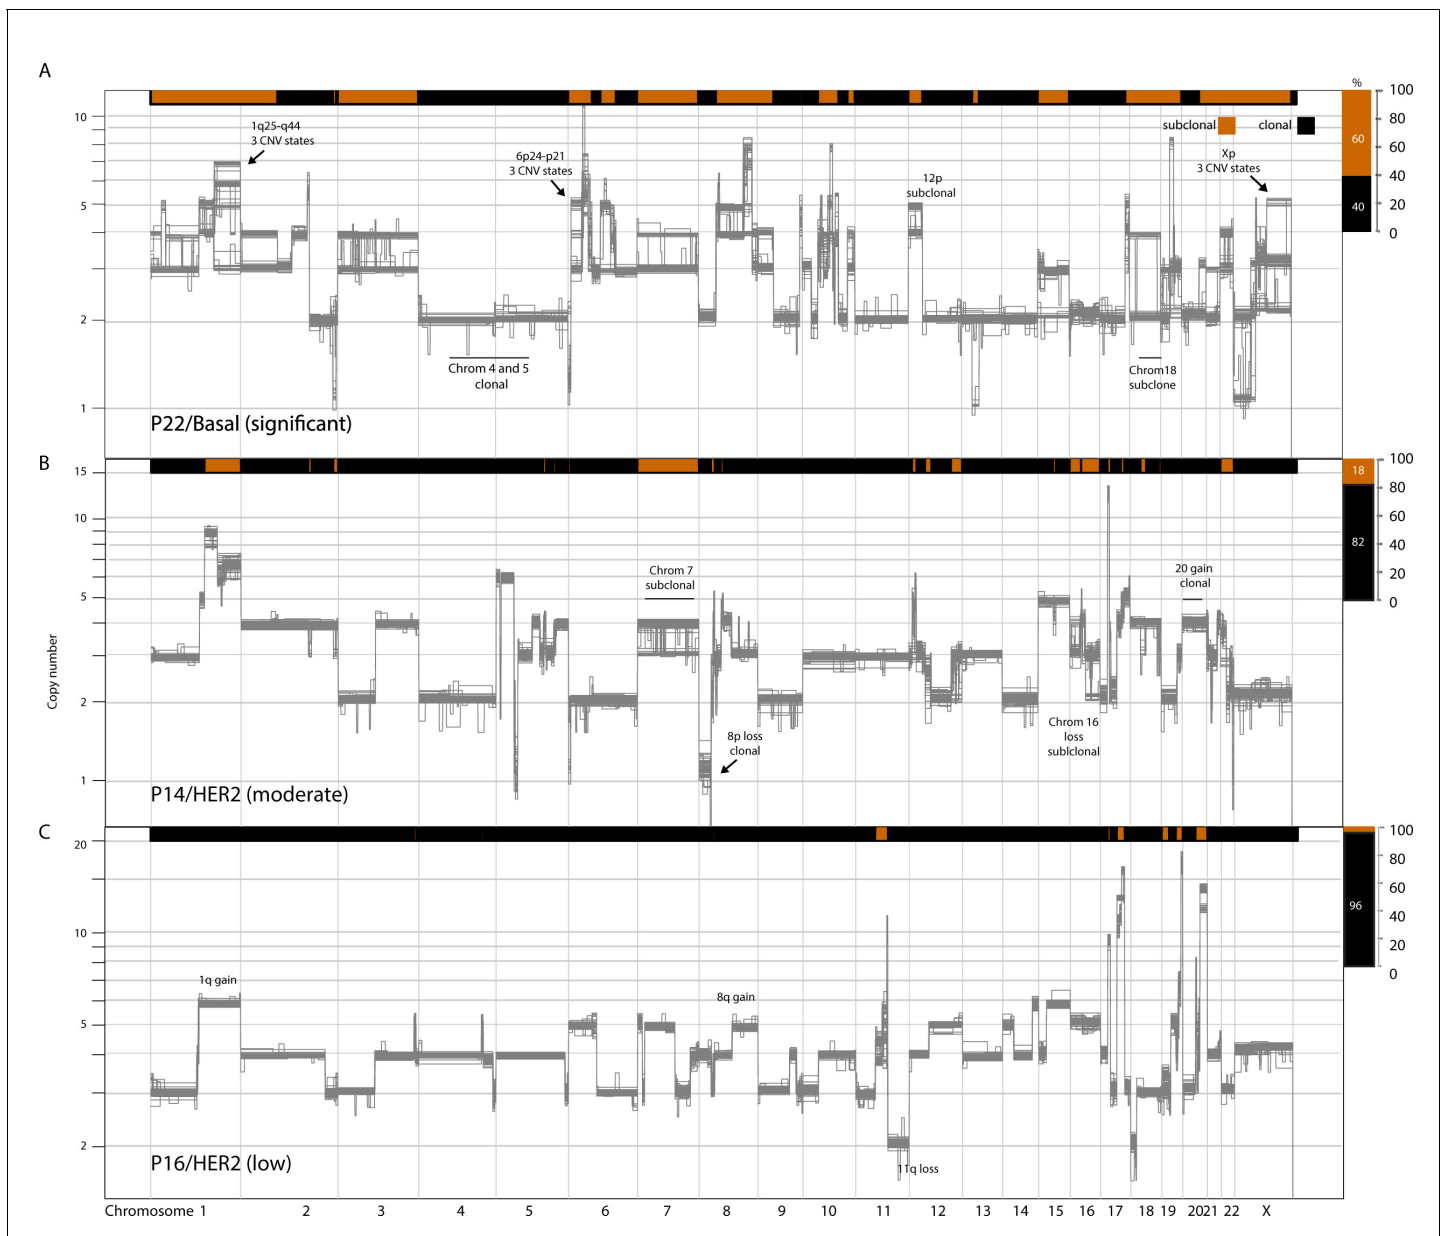 A
%
100
80
60
40
20
0
60
40
subclonal
clonal
10
5
2
1
1q25-q44
3 CNV states
6p24-p21
3 CNV states
12p
subclonal
Xp
3 CNV states
Chrom 4 and 5
clonal
Chrom18
subclone
P22/Basal (significant)
B
100
80
60
40
20
0
18
82
15
10
5
2
1
Copy number
Chrom 7
subclonal
20 gain
clonal
8p loss
clonal
Chrom 16
loss
sublclonal
P14/HER2 (moderate)
C
100
80
60
40
20
0
96
20
10
5
2
1q gain
8q gain
11q loss
P16/HER2 (low)
Chromosome 1 2 3 4 5 6 7 8 9 10 11 12 13 14 15 16 17 18 19 2021 22 X